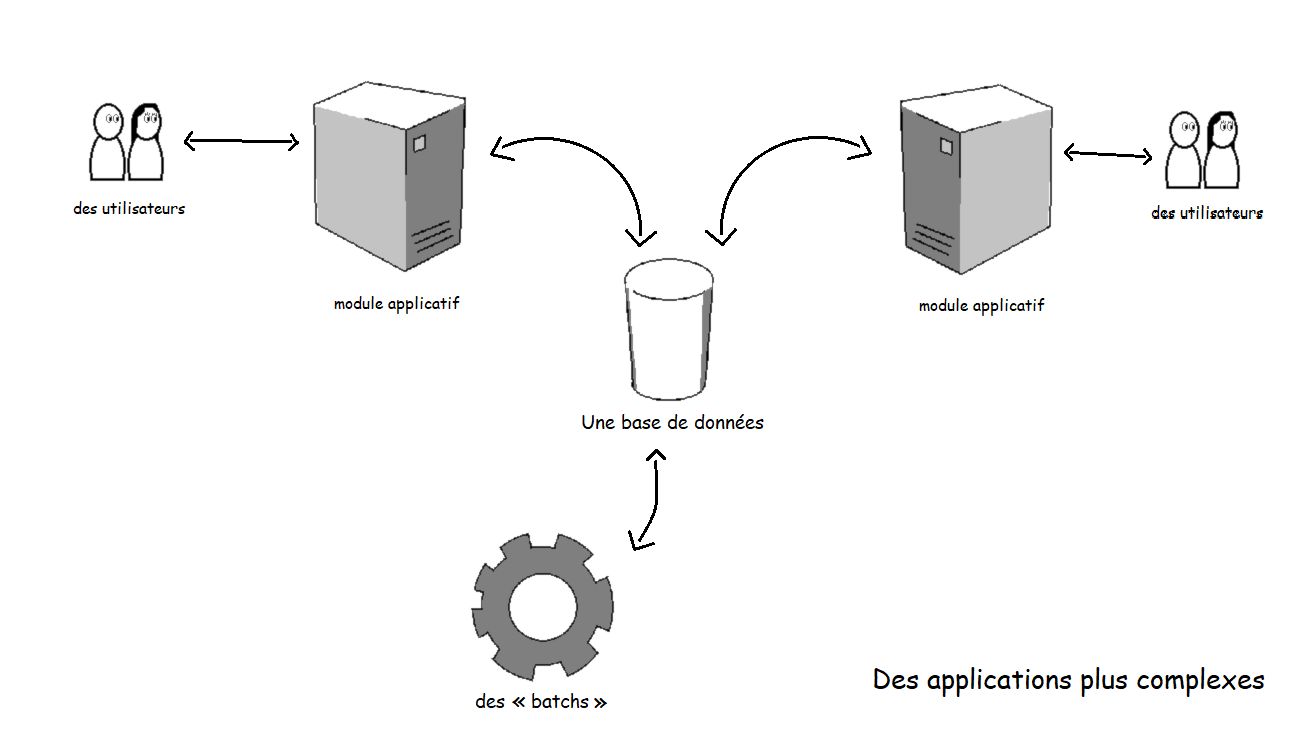 des utilisateurs
des utilisateurs
module applicatif
module applicatif
Une base de données
des « batchs »
Des applications plus complexes